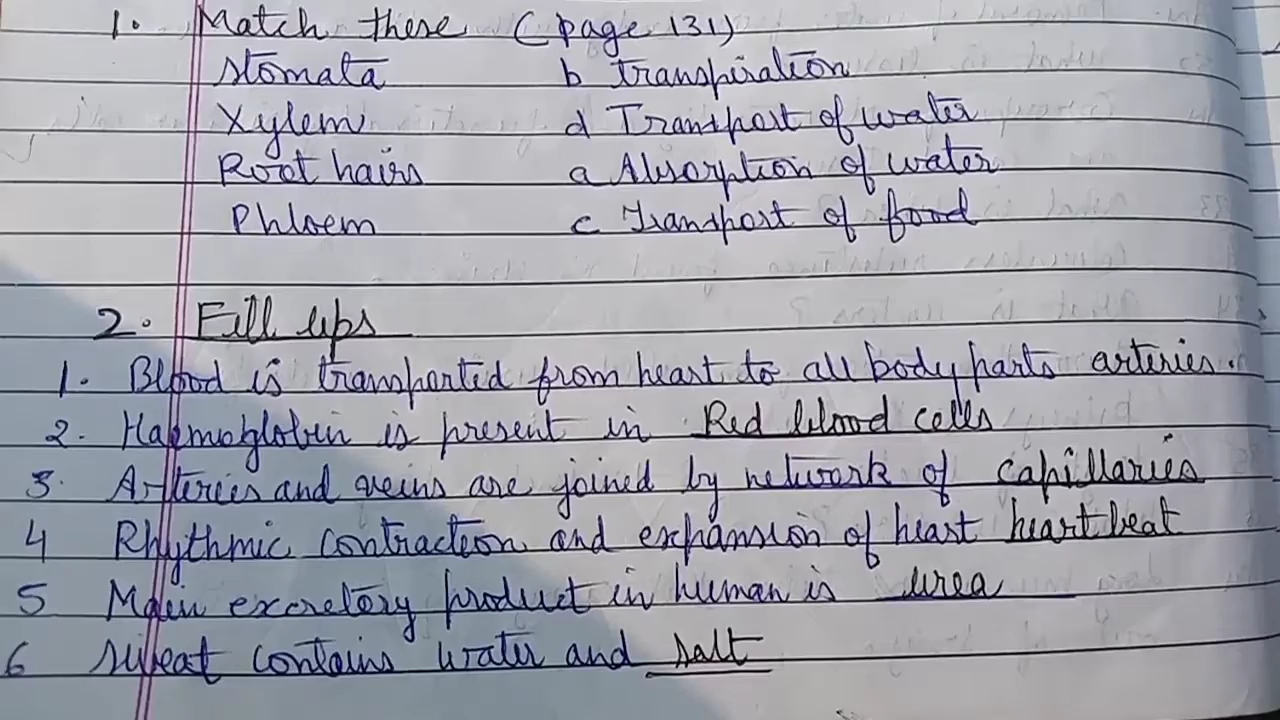 1. Match these (page 131)
Stomata b transpiration
Xylem d Transport of water
Root hairs a Absorption of water
Phloem c Transport of food
2. Fill ups
1. Blood is transported from heart to all body parts arteries.
2. Haemoglobin is present in Red blood cells
3. Arteries and veins are joined by network of capillaries
4 Rhythmic contraction and expansion of heart heartbeat
5 Main excretory product in human is urea
6 sweat contains water and salt